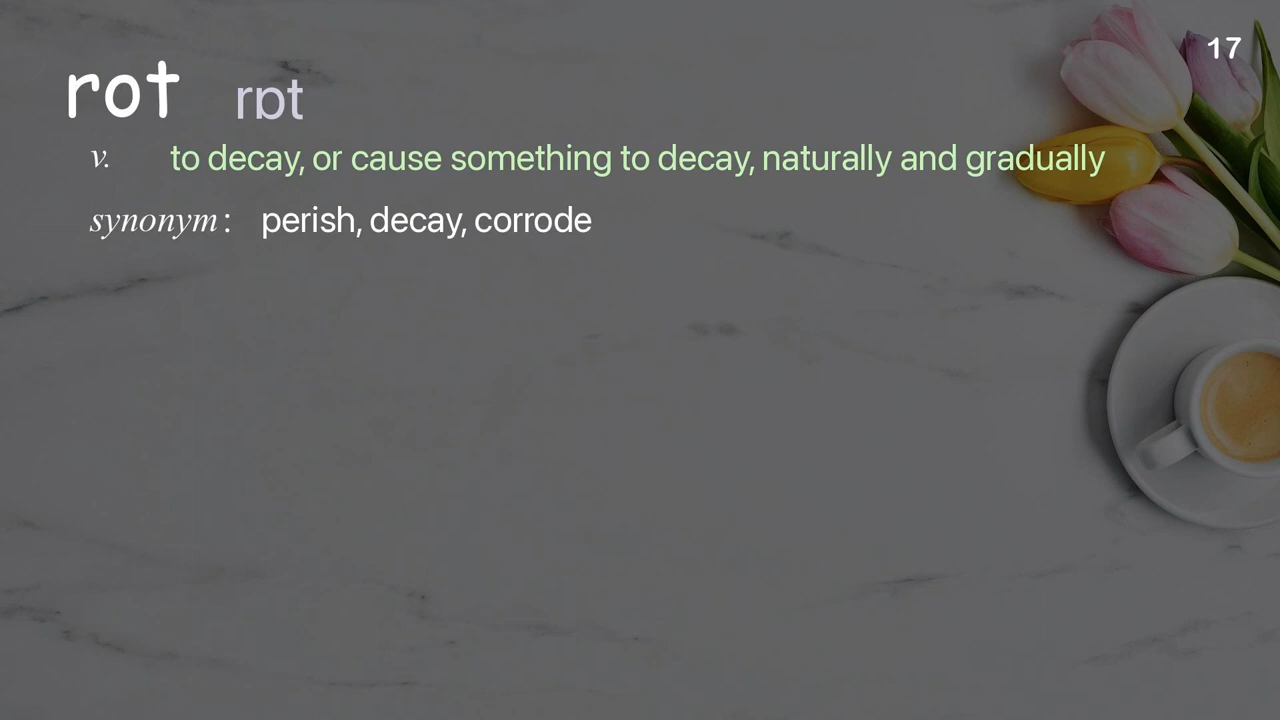 17
rot rɒt
v. to decay, or cause something to decay, naturally and gradually
synonym : perish, decay, corrode